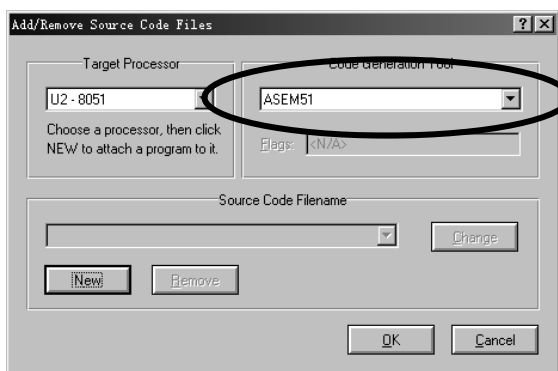 Add/Remove Source Code Files
Target Processor
Code Generation Tool
U2 - 8051
ASEM51
Choose a processor, then click
NEW to attach a program to it.
Flags: <N/A>
Source Code Filename
Change
New
Remove
OK
Cancel